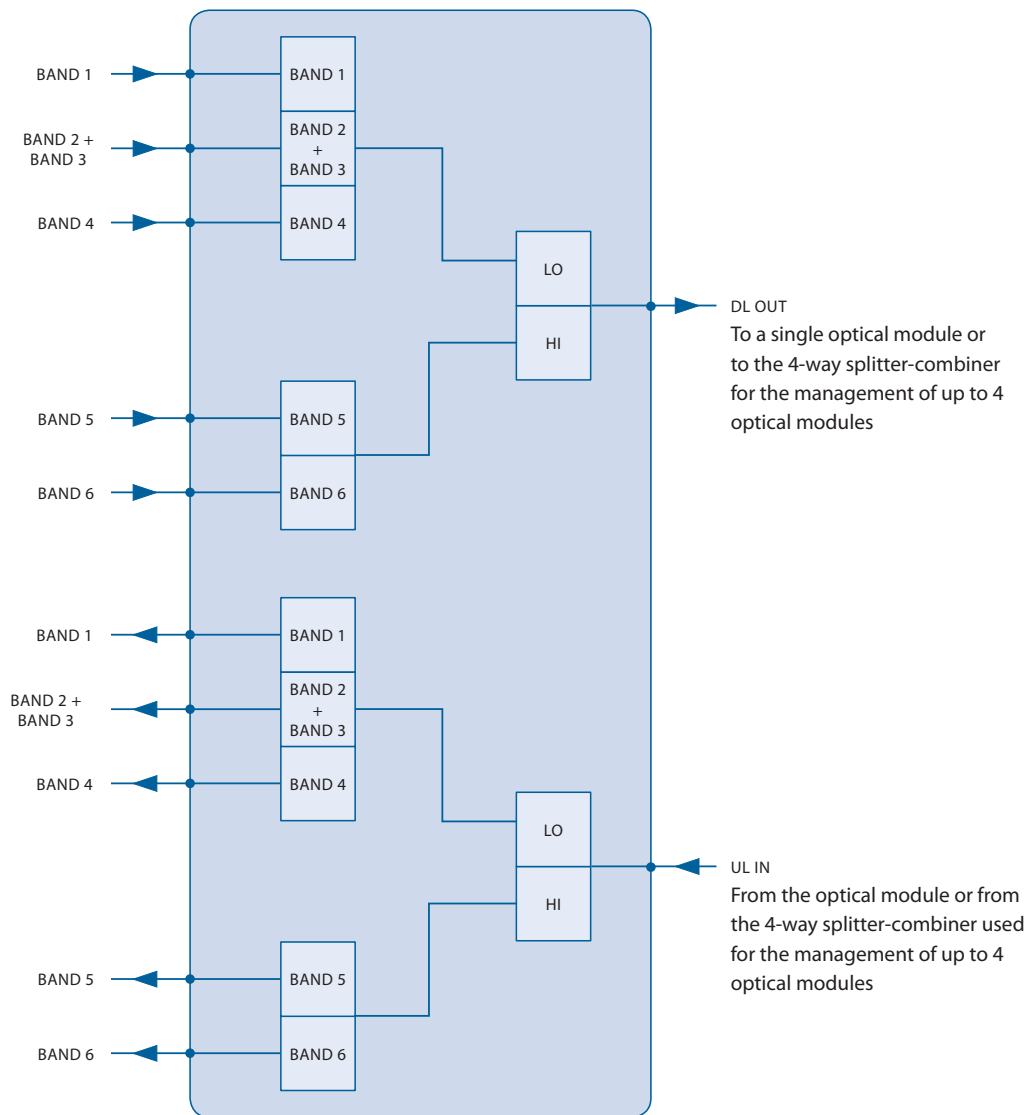 BAND 1
BAND 1
BAND 2 +
BAND 3
BAND 2
+
BAND 3
BAND 4
BAND 4
LO
HI
DL OUT
To a single optical module or
to the 4-way splitter-combiner
for the management of up to 4
optical modules
BAND 5
BAND 5
BAND 6
BAND 6
BAND 1
BAND 1
BAND 2 +
BAND 3
BAND 2
+
BAND 3
BAND 4
BAND 4
LO
HI
UL IN
From the optical module or from
the 4-way splitter-combiner used
for the management of up to 4
optical modules
BAND 5
BAND 5
BAND 6
BAND 6